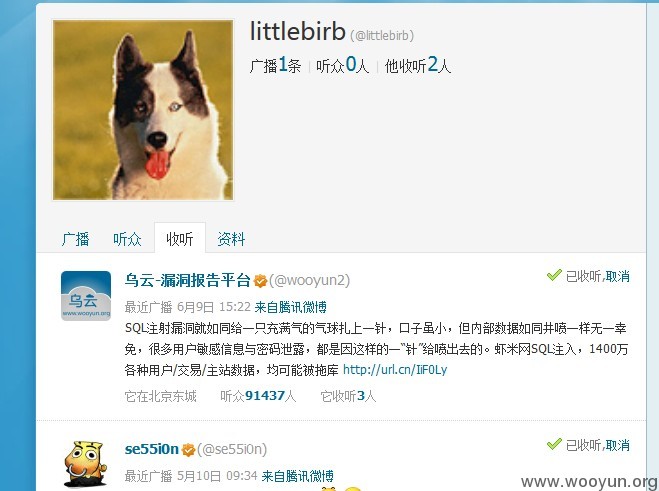 littlebirb (@littlebirb)
广播1条 | 听众0人 | 他收听2人
广播 听众 收听 资料
乌云-漏洞报告平台 (@wooyun2) 已收听,取消
乌云
www.wooyun.org
最近广播 6月9日 15:22 来自腾讯微博
SQL注射漏洞就如同给一只充满气的气球扎上一针，口子虽小，但内部数据如同井喷一样无一幸
免，很多用户敏感信息与密码泄露，都是因这样的一“针”给喷出去的。虾米网SQL注入，1400万
各种用户/交易/主站数据，均可能被拖库 http://url.cn/IiF0Ly
它在北京东城 听众91437人 它收听3人
se55i0n (@se55i0n) 已收听,取消
最近广播 5月10日 09:34 来自腾讯微博
www.wooyun.org